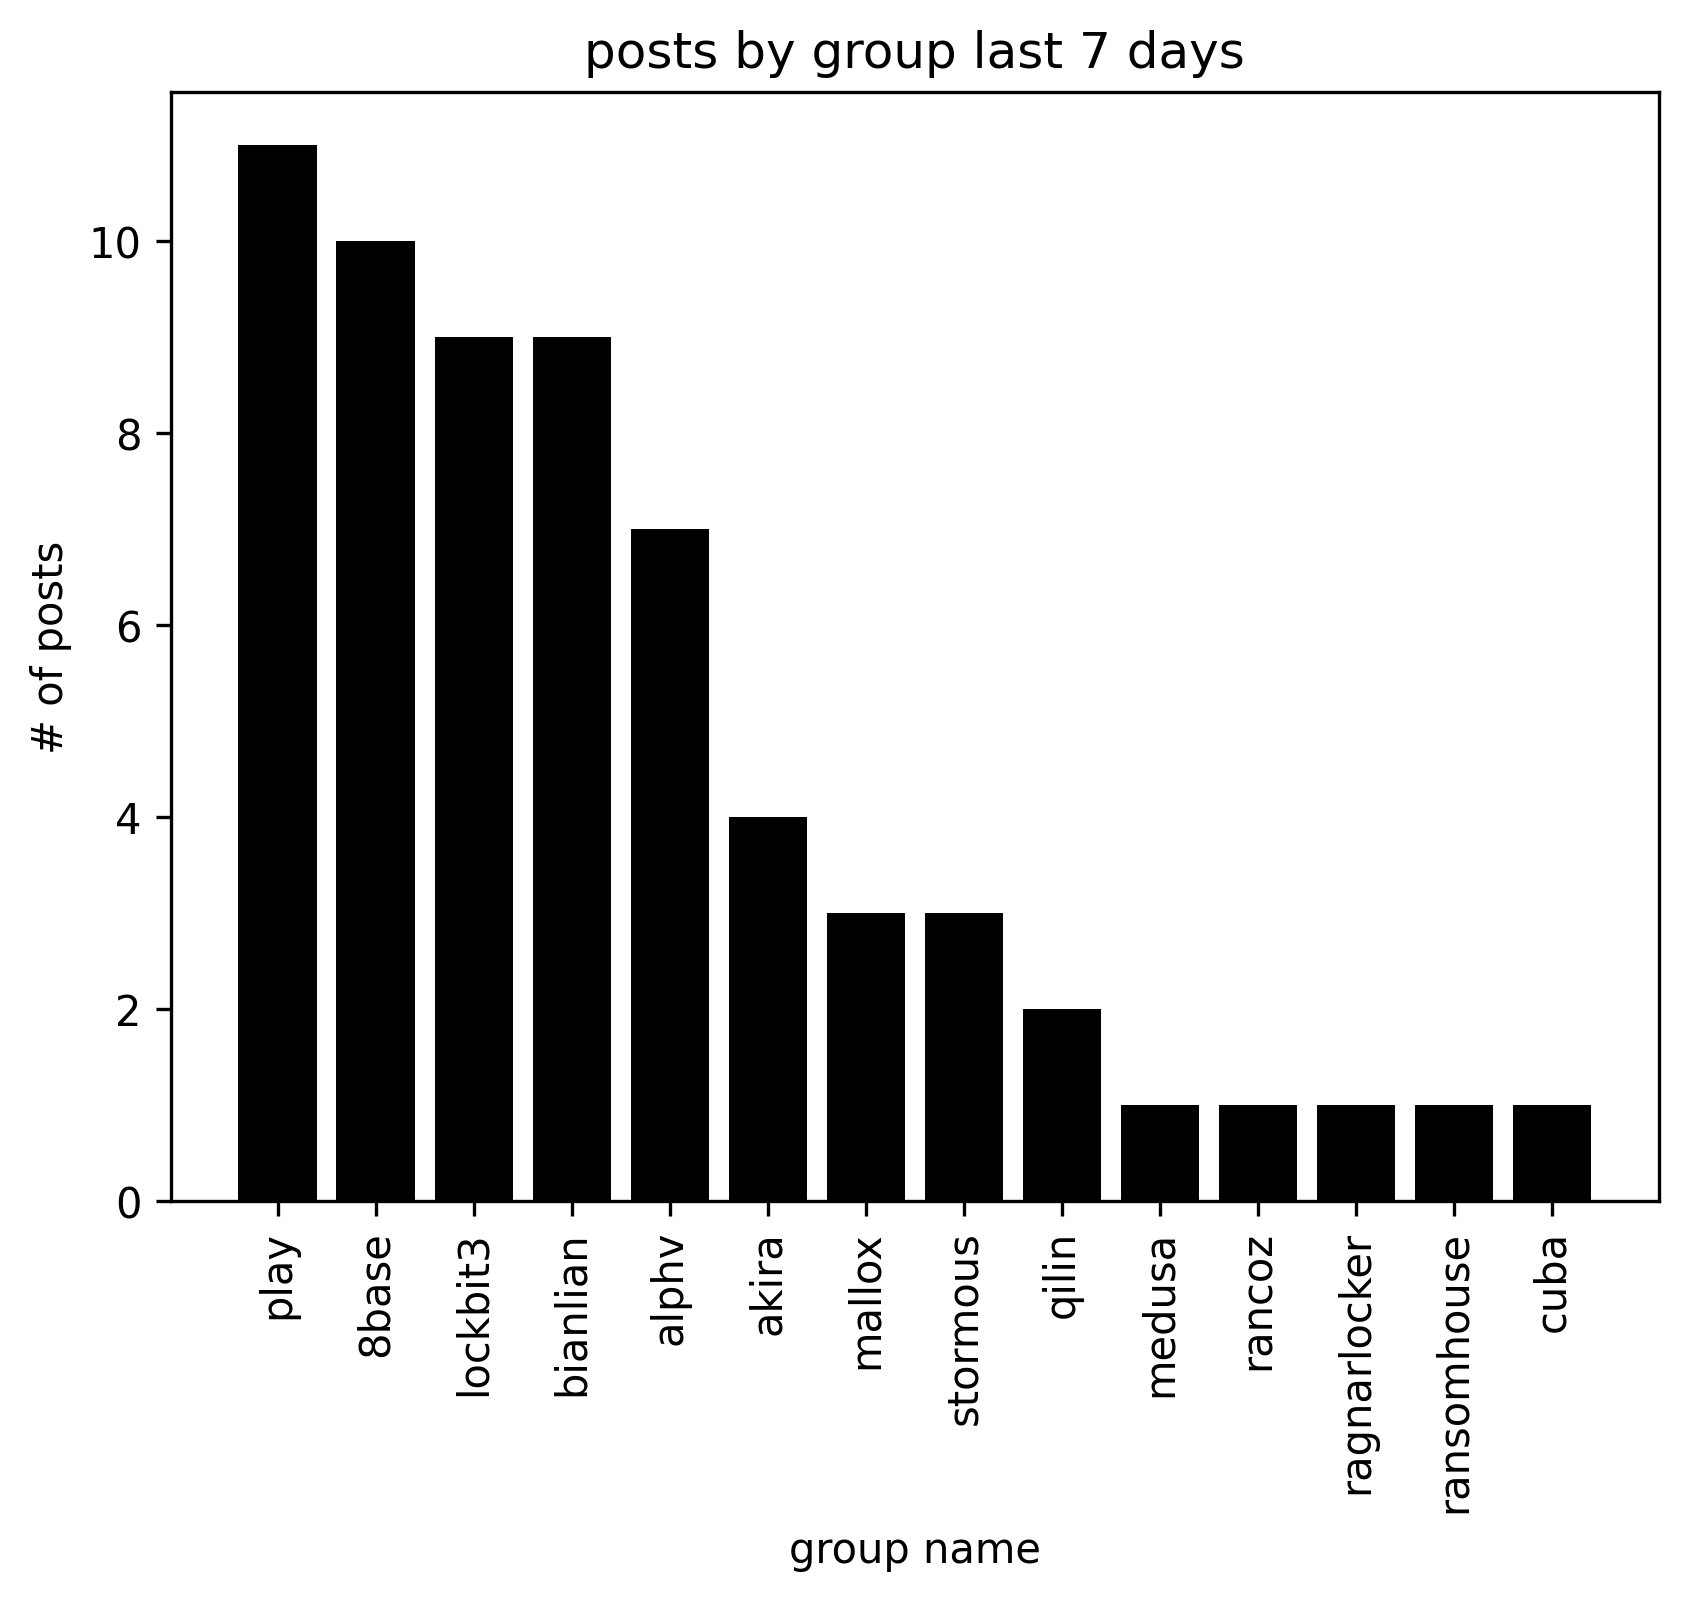 posts by group last 7 days
# of posts
10
8
6
4
2
0
play
8base
lockbit3
bianlian
alphv
akira
mallox
stormous
qilin
medusa
rancoz
ragnarlocker
ransomhouse
cuba
group name